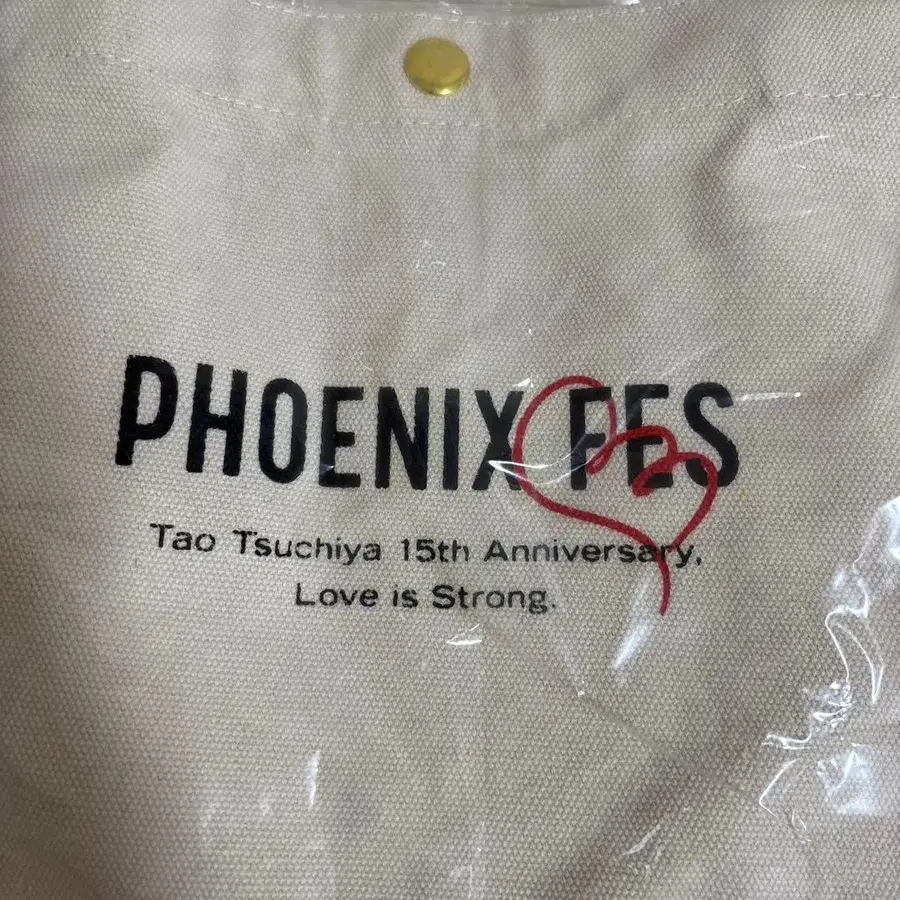 PHOENIX FES
Tao Tsuchiya 15th Anniversary,
Love is Strong.